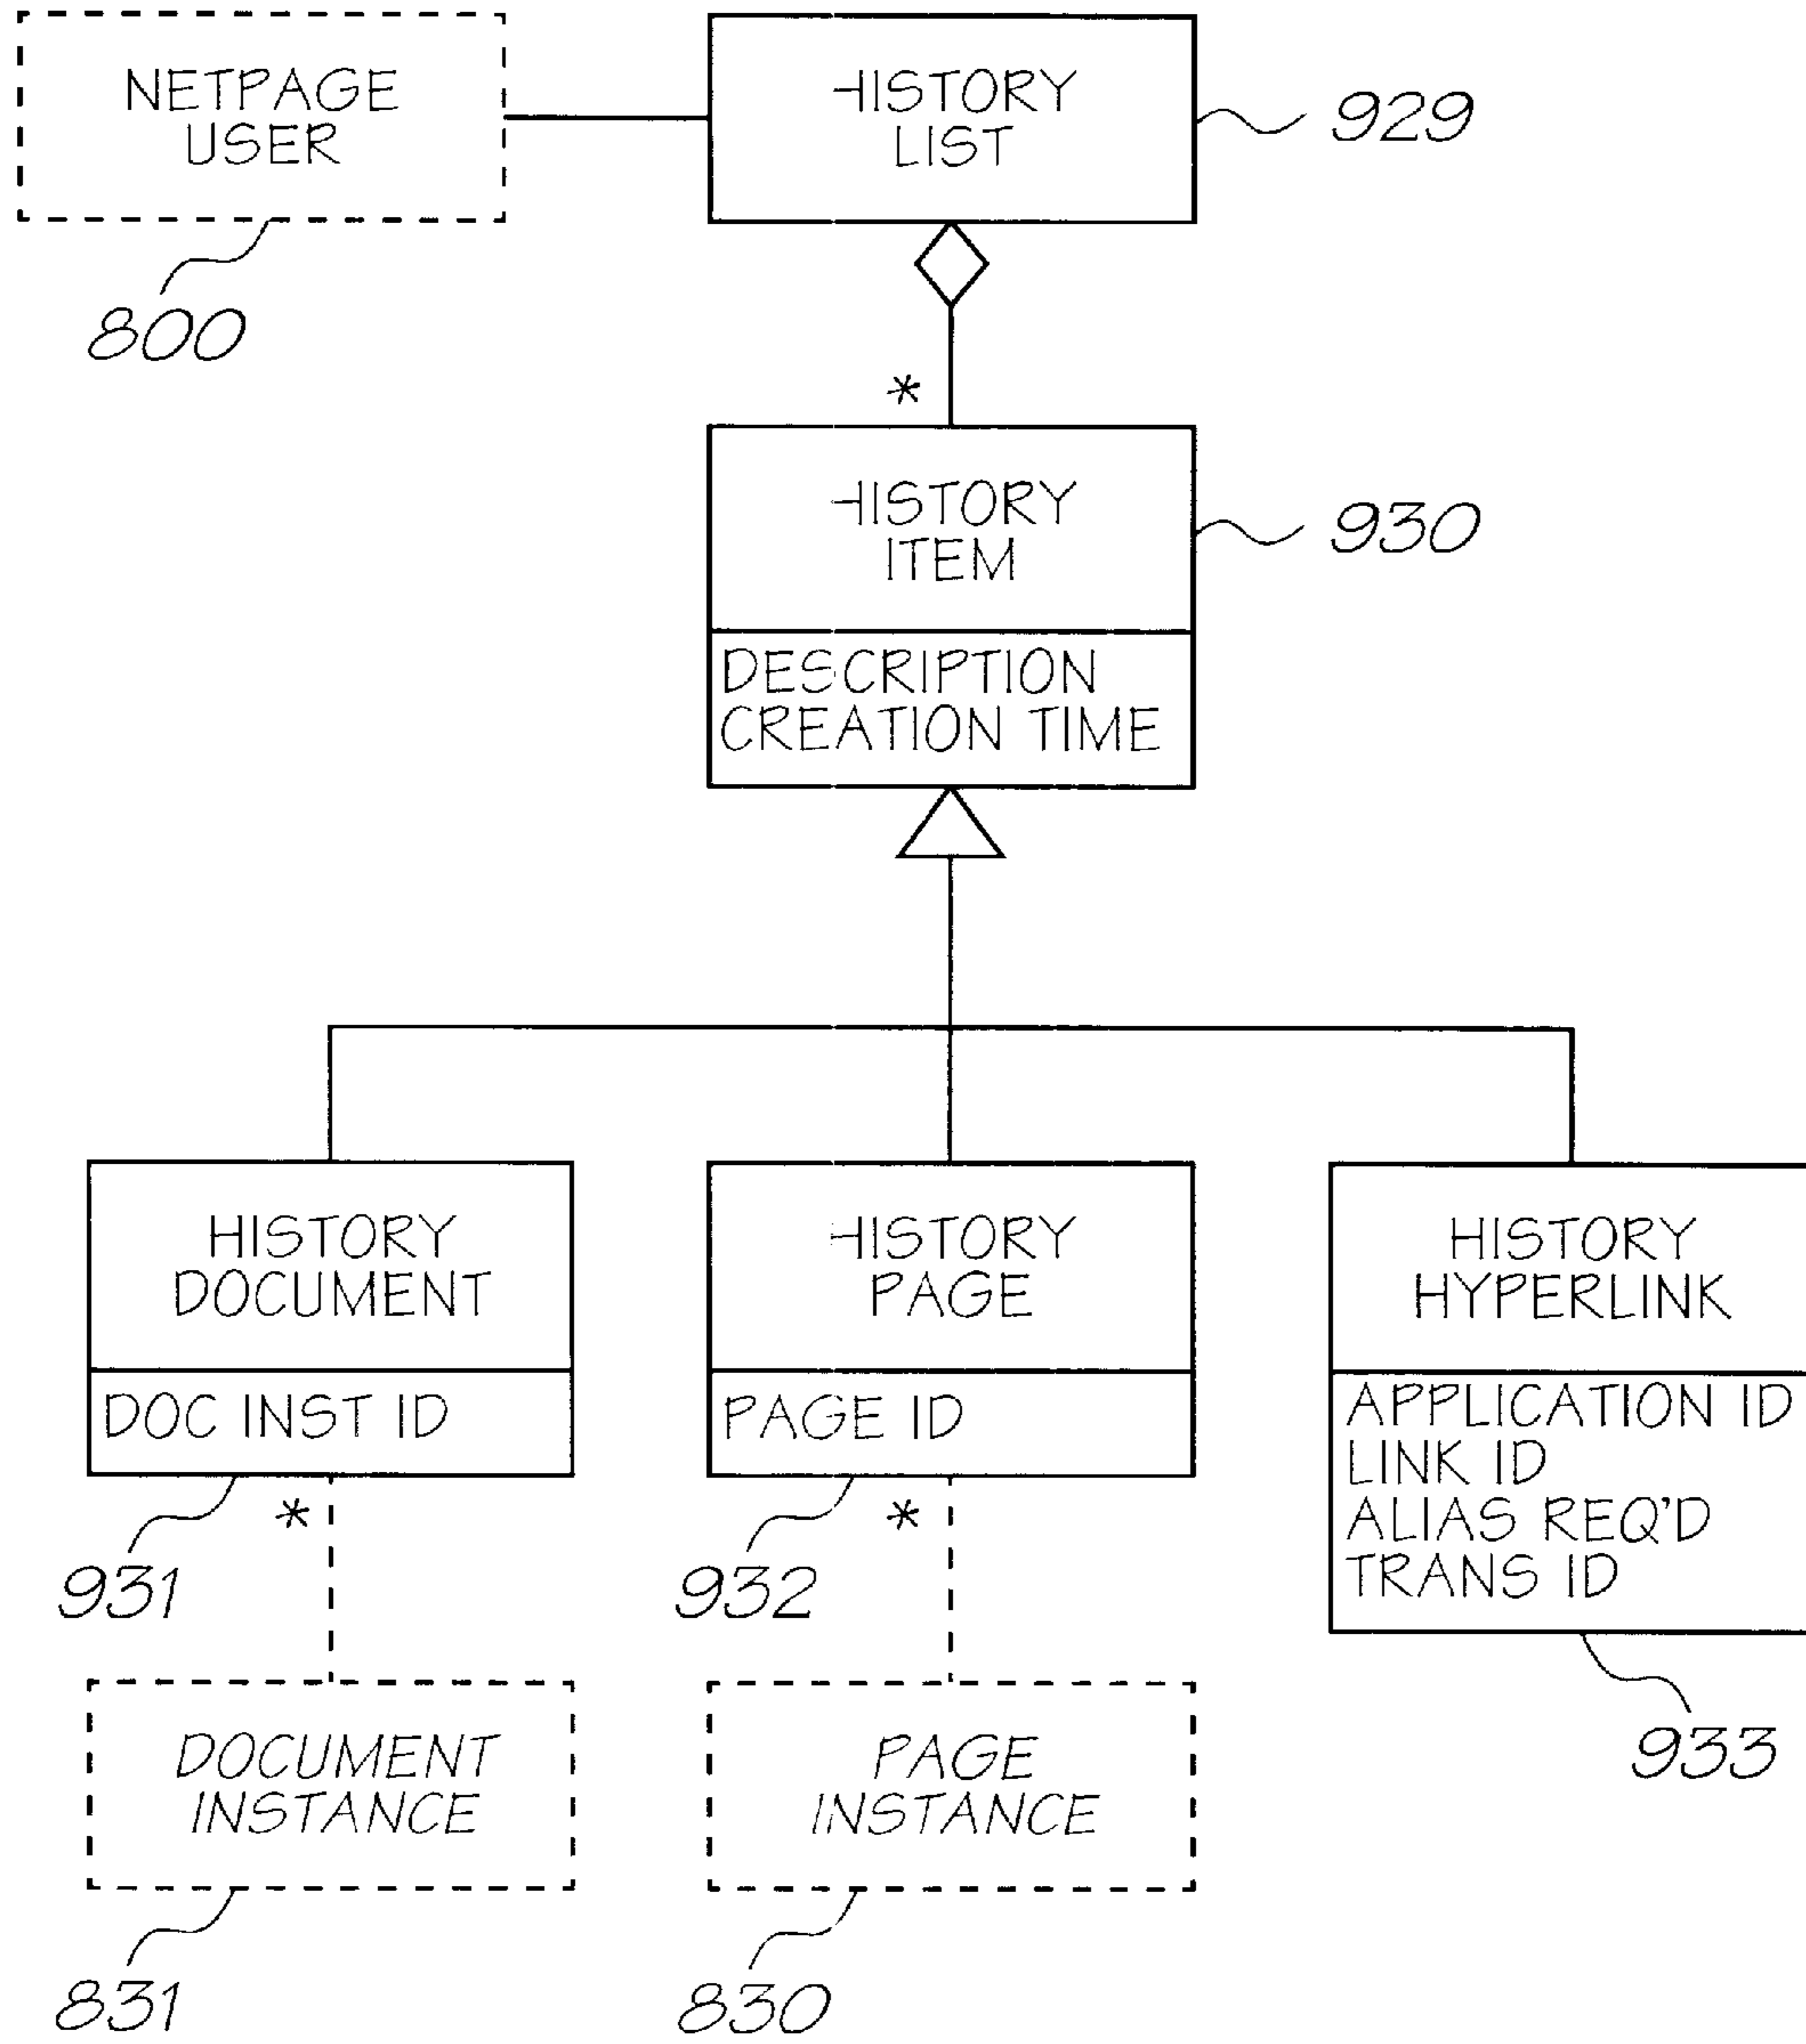 NETPAGE
USER
800
HISTORY
LIST
929
*
HISTORY
ITEM
930
DESCRIPTION
CREATION TIME
HISTORY
DOCUMENT
DOC INST ID
931
*
HISTORY
PAGE
PAGE ID
932
*
HISTORY
HYPERLINK
APPLICATION ID
LINK ID
ALIAS REQ'D
TRANS ID
933
DOCUMENT
INSTANCE
831
PAGE
INSTANCE
830